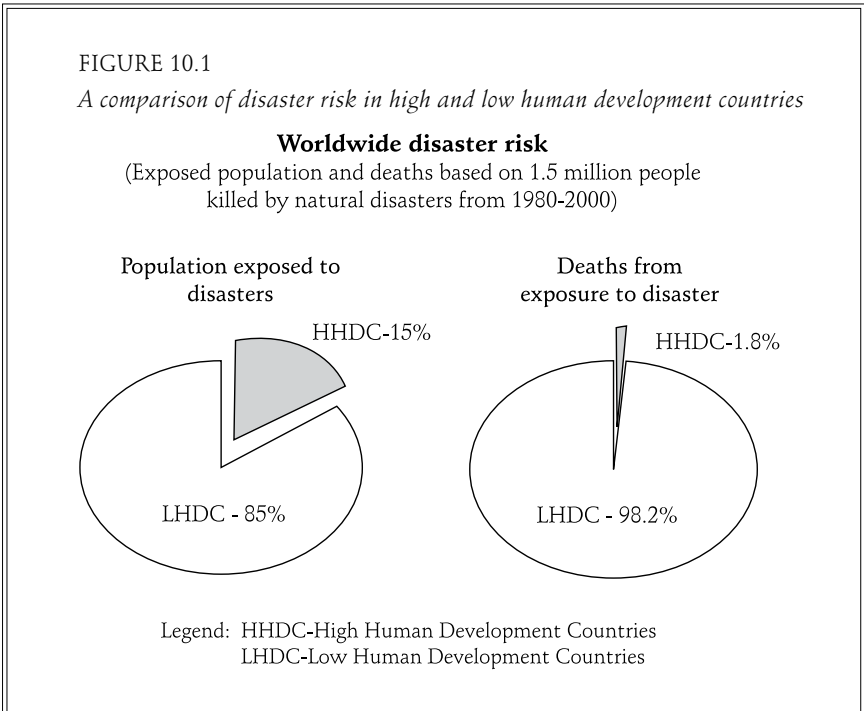 FIGURE 10.1
A comparison of disaster risk in high and low human development countries
Worldwide disaster risk
(Exposed population and deaths based on 1.5 million people
killed by natural disasters from 1980-2000)
Population exposed to
disasters
HHDC-15%
LHDC - 85%
Deaths from
exposure to disaster
HHDC-1.8%
LHDC - 98.2%
Legend: HHDC-High Human Development Countries
LHDC-Low Human Development Countries